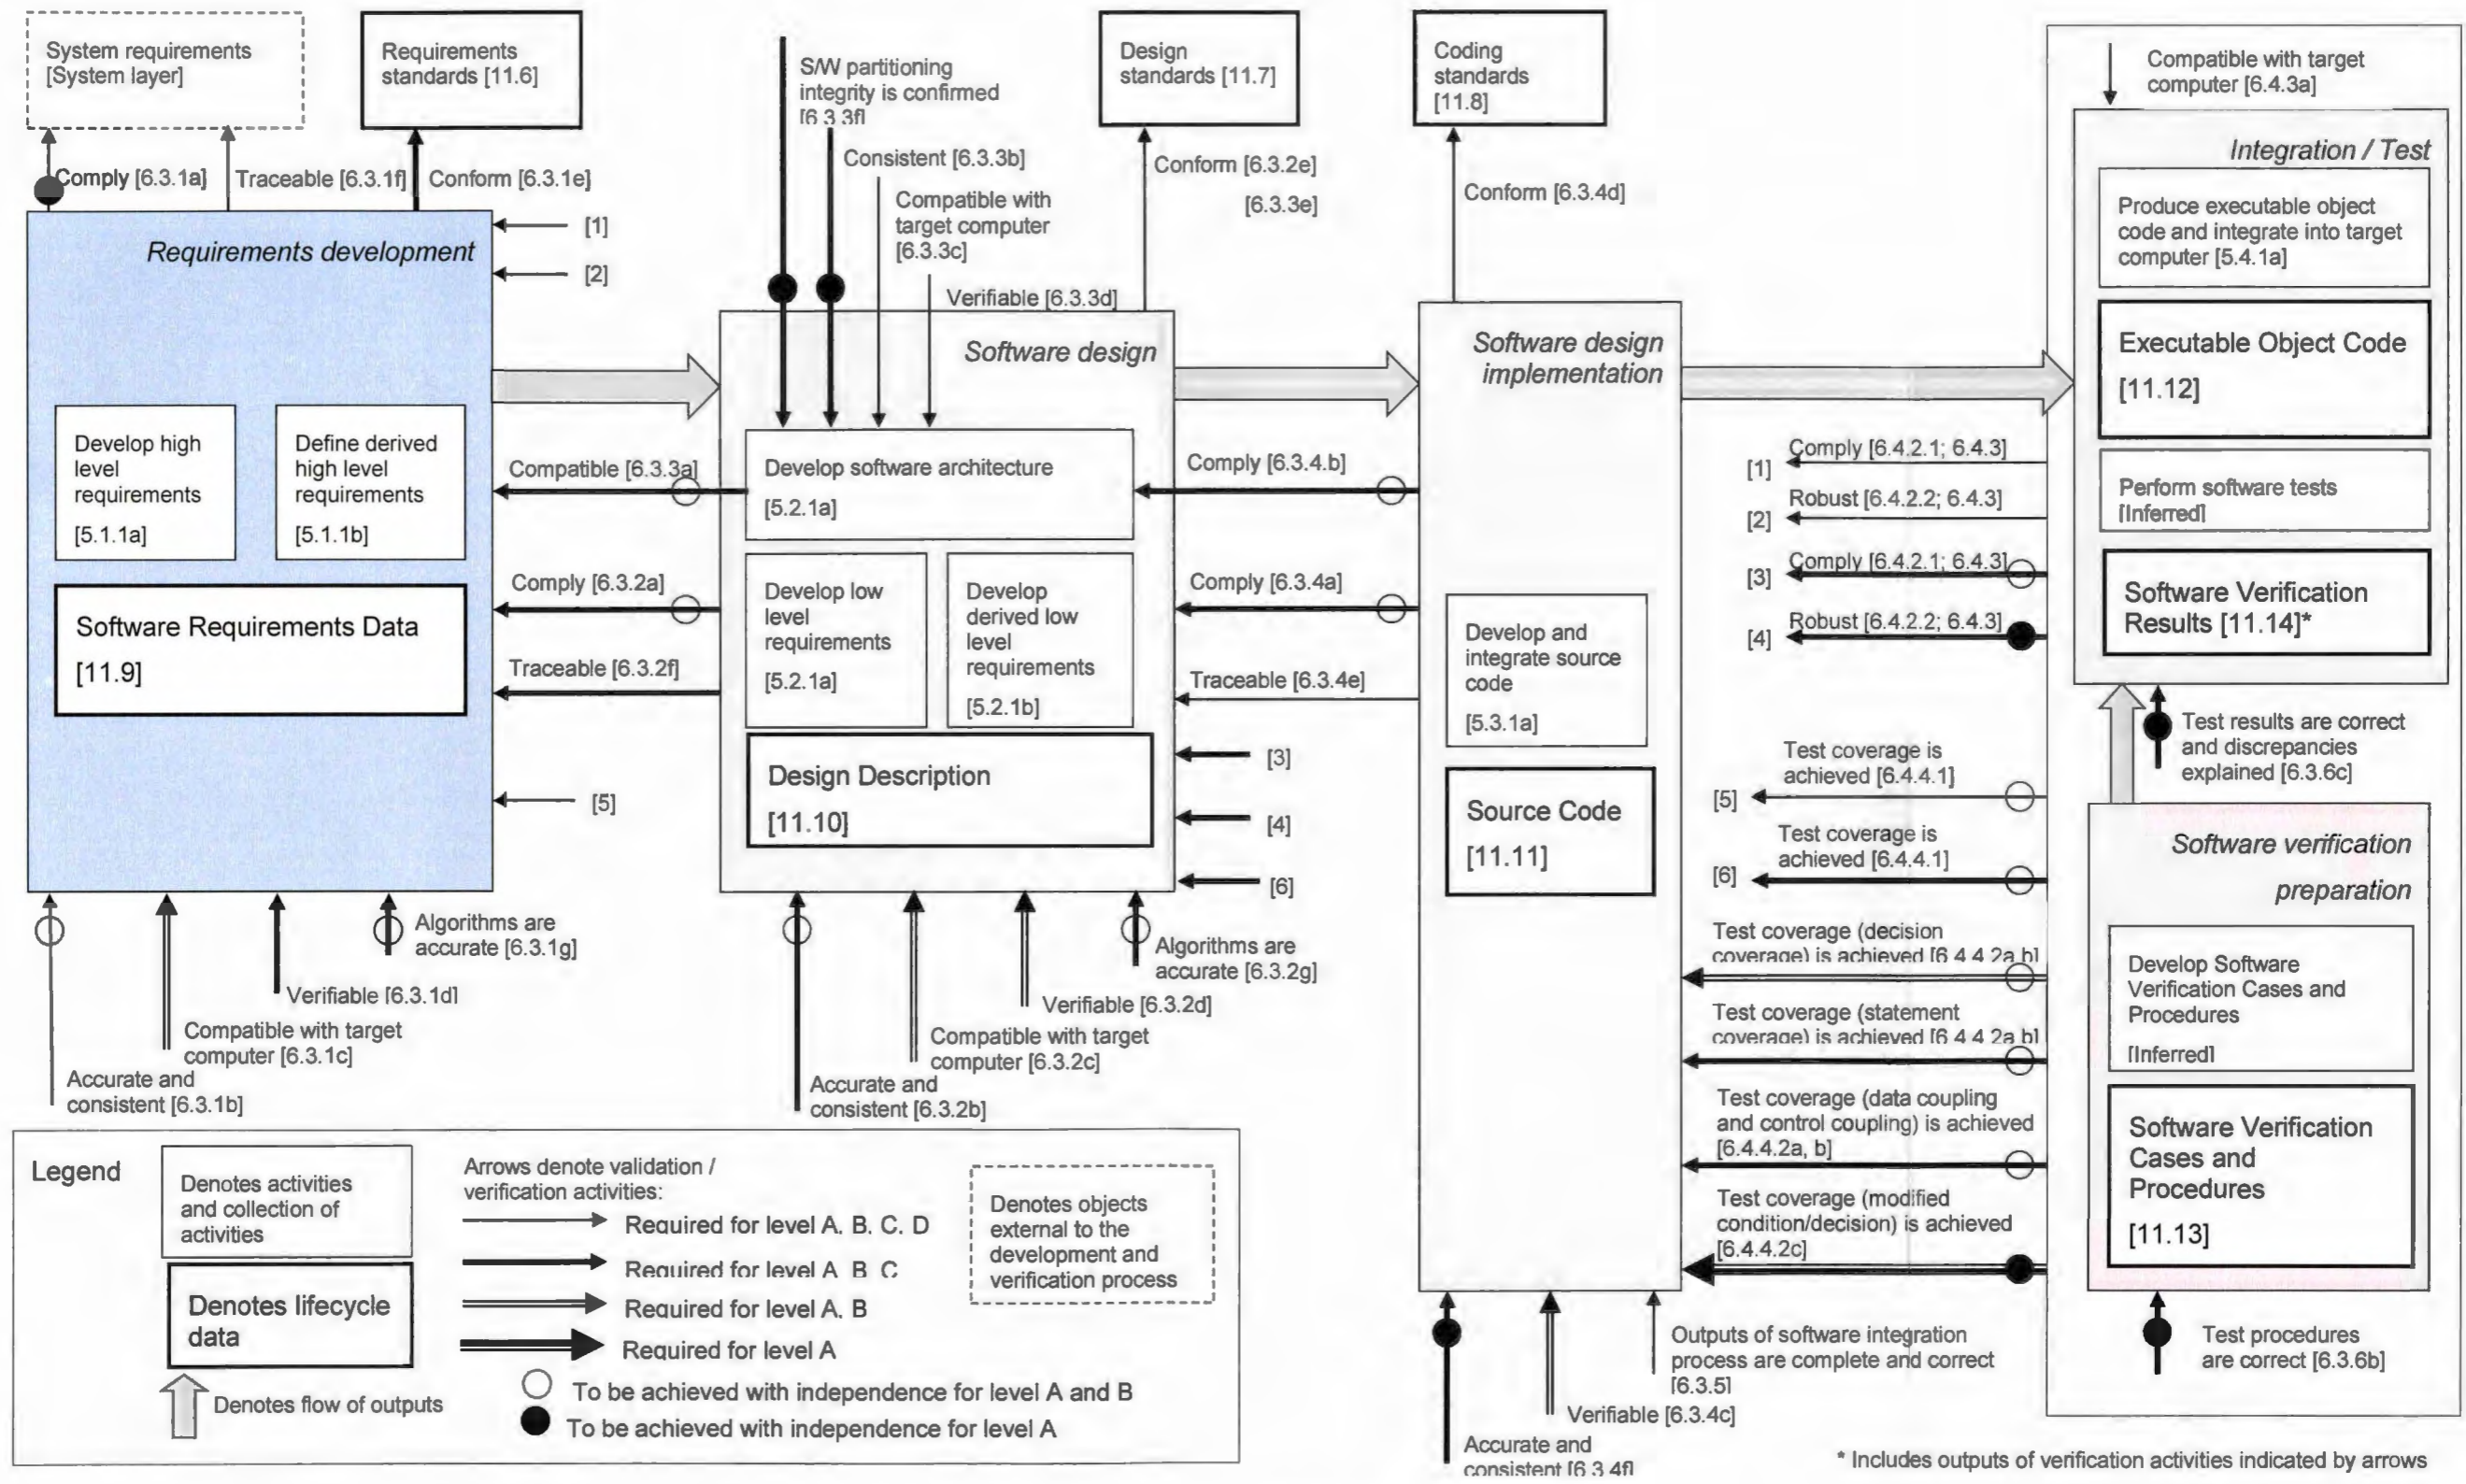 System requirements
[System layer]
Requirements
standards [11.6]
S/W partitioning
integrity is confirmed
[6.3.3f]
Design
standards [11.7]
Coding
standards
[11.8]
Compatible with target
computer [6.4.3a]
Comply [6.3.1a]
Traceable [6.3.1f]
Conform [6.3.1e]
Consistent [6.3.3b]
Compatible with
target computer
[6.3.3c]
Verifiable [6.3.3d]
Conform [6.3.2e]
[6.3.3e]
Conform [6.3.4d]
Requirements development
[1]
[2]
Develop high
level
requirements
[5.1.1a]
Define derived
high level
requirements
[5.1.1b]
Software Requirements Data
[11.9]
[5]
Compatible [6.3.3a]
Comply [6.3.2a]
Traceable [6.3.2f]
Algorithms are
accurate [6.3.1g]
Verifiable [6.3.1d]
Compatible with target
computer [6.3.1c]
Accurate and
consistent [6.3.1b]
Software design
Develop software architecture
[5.2.1a]
Develop low
level
requirements
[5.2.1a]
Develop
derived low
level
requirements
[5.2.1b]
Design Description
[11.10]
Comply [6.3.4.b]
Comply [6.3.4a]
Traceable [6.3.4e]
[3]
[4]
[6]
Algorithms are
accurate [6.3.2g]
Verifiable [6.3.2d]
Compatible with target
computer [6.3.2c]
Accurate and
consistent [6.3.2b]
Software design
implementation
Develop and
integrate source
code
[5.3.1a]
Source Code
[11.11]
Comply [6.4.2.1; 6.4.3]
[1]
Robust [6.4.2.2; 6.4.3]
[2]
Comply [6.4.2.1; 6.4.3]
[3]
Robust [6.4.2.2; 6.4.3]
[4]
Test coverage is
achieved [6.4.4.1]
[5]
Test coverage is
achieved [6.4.4.1]
[6]
Test coverage (decision
coverage) is achieved [6.4.4.2a,b]
Test coverage (statement
coverage) is achieved [6.4.4.2a,b]
Test coverage (data coupling
and control coupling) is achieved
[6.4.4.2a, b]
Test coverage (modified
condition/decision) is achieved
[6.4.4.2c]
Outputs of software integration
process are complete and correct
[6.3.5]
Verifiable [6.3.4c]
Accurate and
consistent [6.3.4f]
Integration / Test
Produce executable object
code and integrate into target
computer [5.4.1a]
Executable Object Code
[11.12]
Perform software tests
[Inferred]
Software Verification
Results [11.14]*
Test results are correct
and discrepancies
explained [6.3.6c]
Software verification
preparation
Develop Software
Verification Cases and
Procedures
[Inferred]
Software Verification
Cases and
Procedures
[11.13]
Test procedures
are correct [6.3.6b]
* Includes outputs of verification activities indicated by arrows
Legend
Denotes activities
and collection of
activities
Denotes lifecycle
data
Denotes flow of outputs
Arrows denote validation /
verification activities:
Required for level A, B, C, D
Required for level A, B, C
Required for level A, B
Required for level A
To be achieved with independence for level A and B
To be achieved with independence for level A
Denotes objects
external to the
development and
verification process